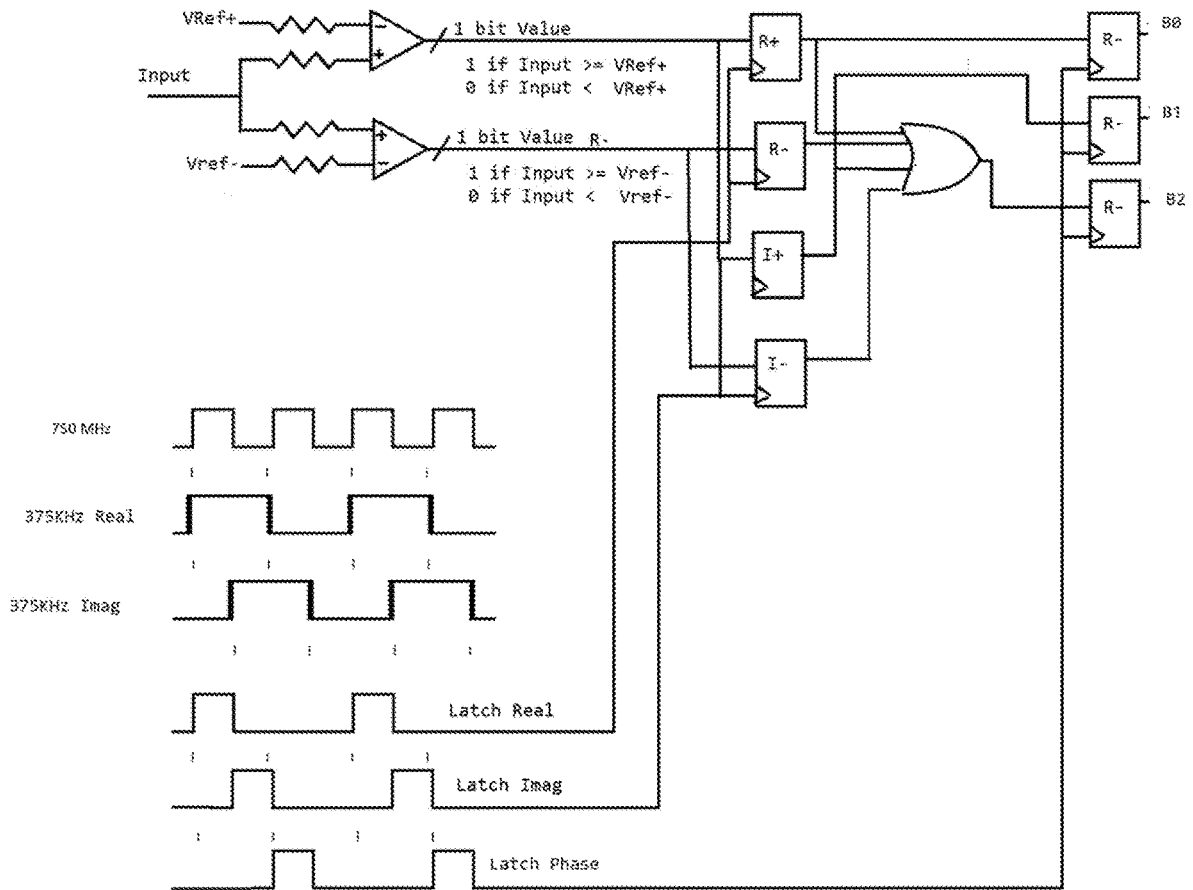 VRef+
1 bit Value
R+
R-
B0
1 if Input >= VRef+
0 if Input < VRef+
Input
R-
B1
1 bit Value R-
R-
Vref-
1 if Input >= Vref-
0 if Input < Vref-
R-
B2
I+
I-
750 MHz
375KHz Real
375KHz Imag
Latch Real
Latch Imag
Latch Phase